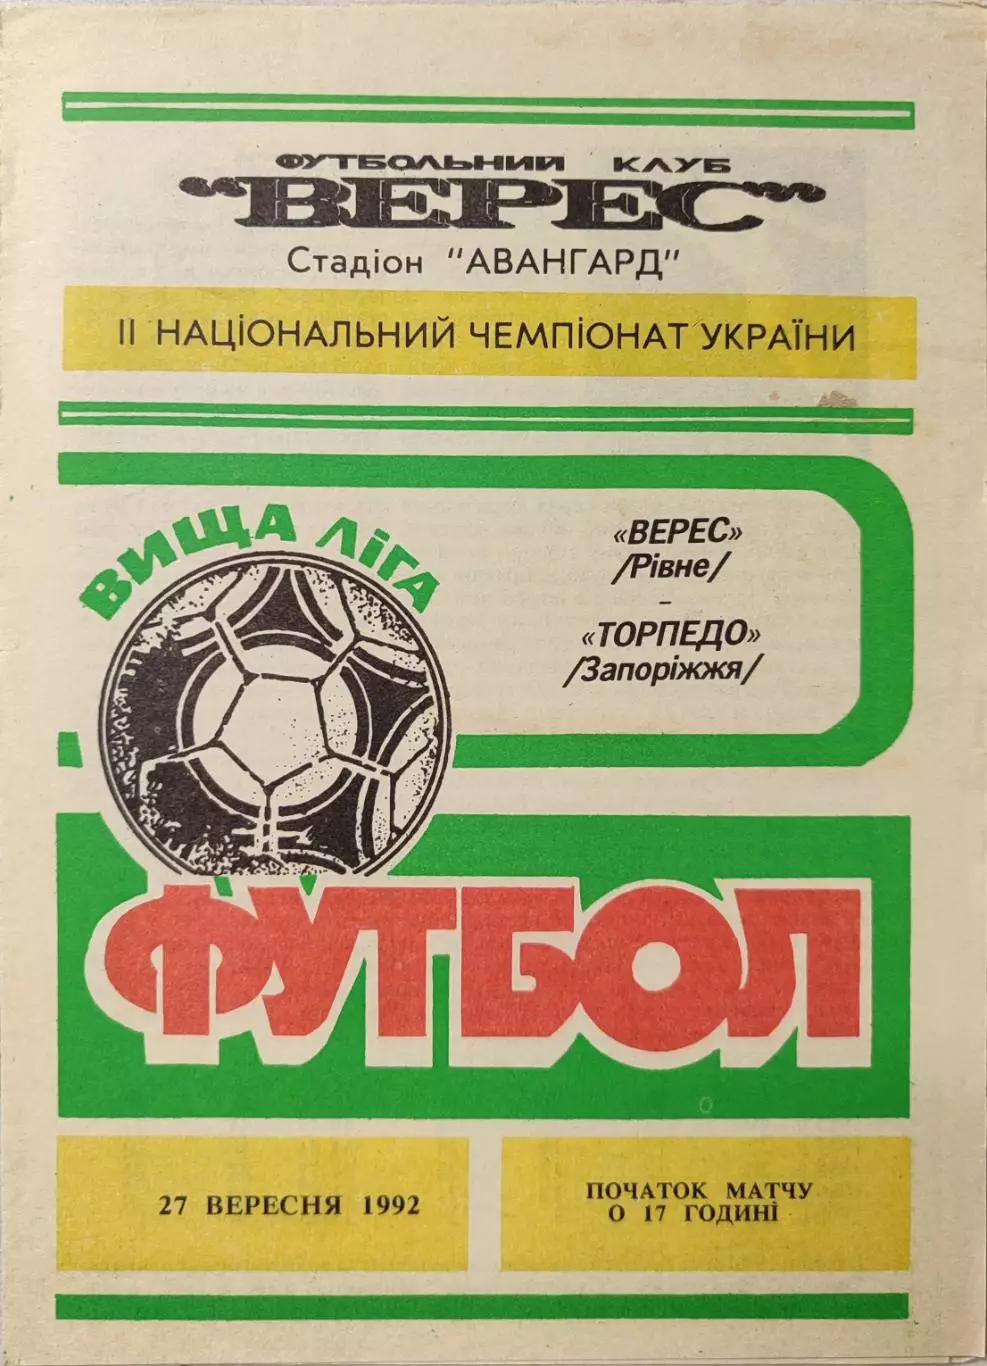 ФУТБОЛЬНИЙ КЛУБ
"ВЕРЕС"
Стадіон "АВАНГАРД"
II НАЦІОНАЛЬНИЙ ЧЕМПІОНАТ УКРАЇНИ
ВИЩА ЛІГА
«ВЕРЕС»
/Рівне/
-
«ТОРПЕДО»
/Запоріжжя/
ФУТБОЛ
27 ВЕРЕСНЯ 1992
ПОЧАТОК МАТЧУ
О 17 ГОДИНІ